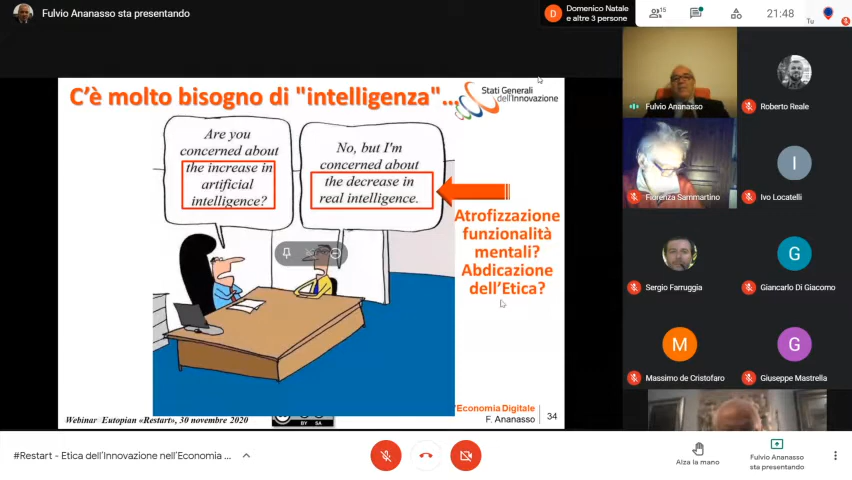 Fulvio Ananasso sta presentando
D
Domenico Natale
e altre 3 persone
15
21:48
Tu
C'è molto bisogno di "intelligenza"...
Stati Generali
dell'Innovazione
Are you
concerned about
the increase in
artificial
intelligence?
No, but I'm
concerned about
the decrease in
real intelligence.
Atrofizzazione
funzionalità
mentali?
Abdicazione
dell'Etica?
Webinar Eutopian «Restart», 30 novembre 2020
BY SA
'Economia Digitale
F. Ananasso
34
Fulvio Ananasso
Roberto Reale
Fiorenza Sammartino
I
Ivo Locatelli
Sergio Farruggia
G
Giancarlo Di Giacomo
M
Massimo de Cristofaro
G
Giuseppe Mastrella
#Restart - Etica dell'Innovazione nell'Economia ...
Alza la mano
Fulvio Ananasso
sta presentando